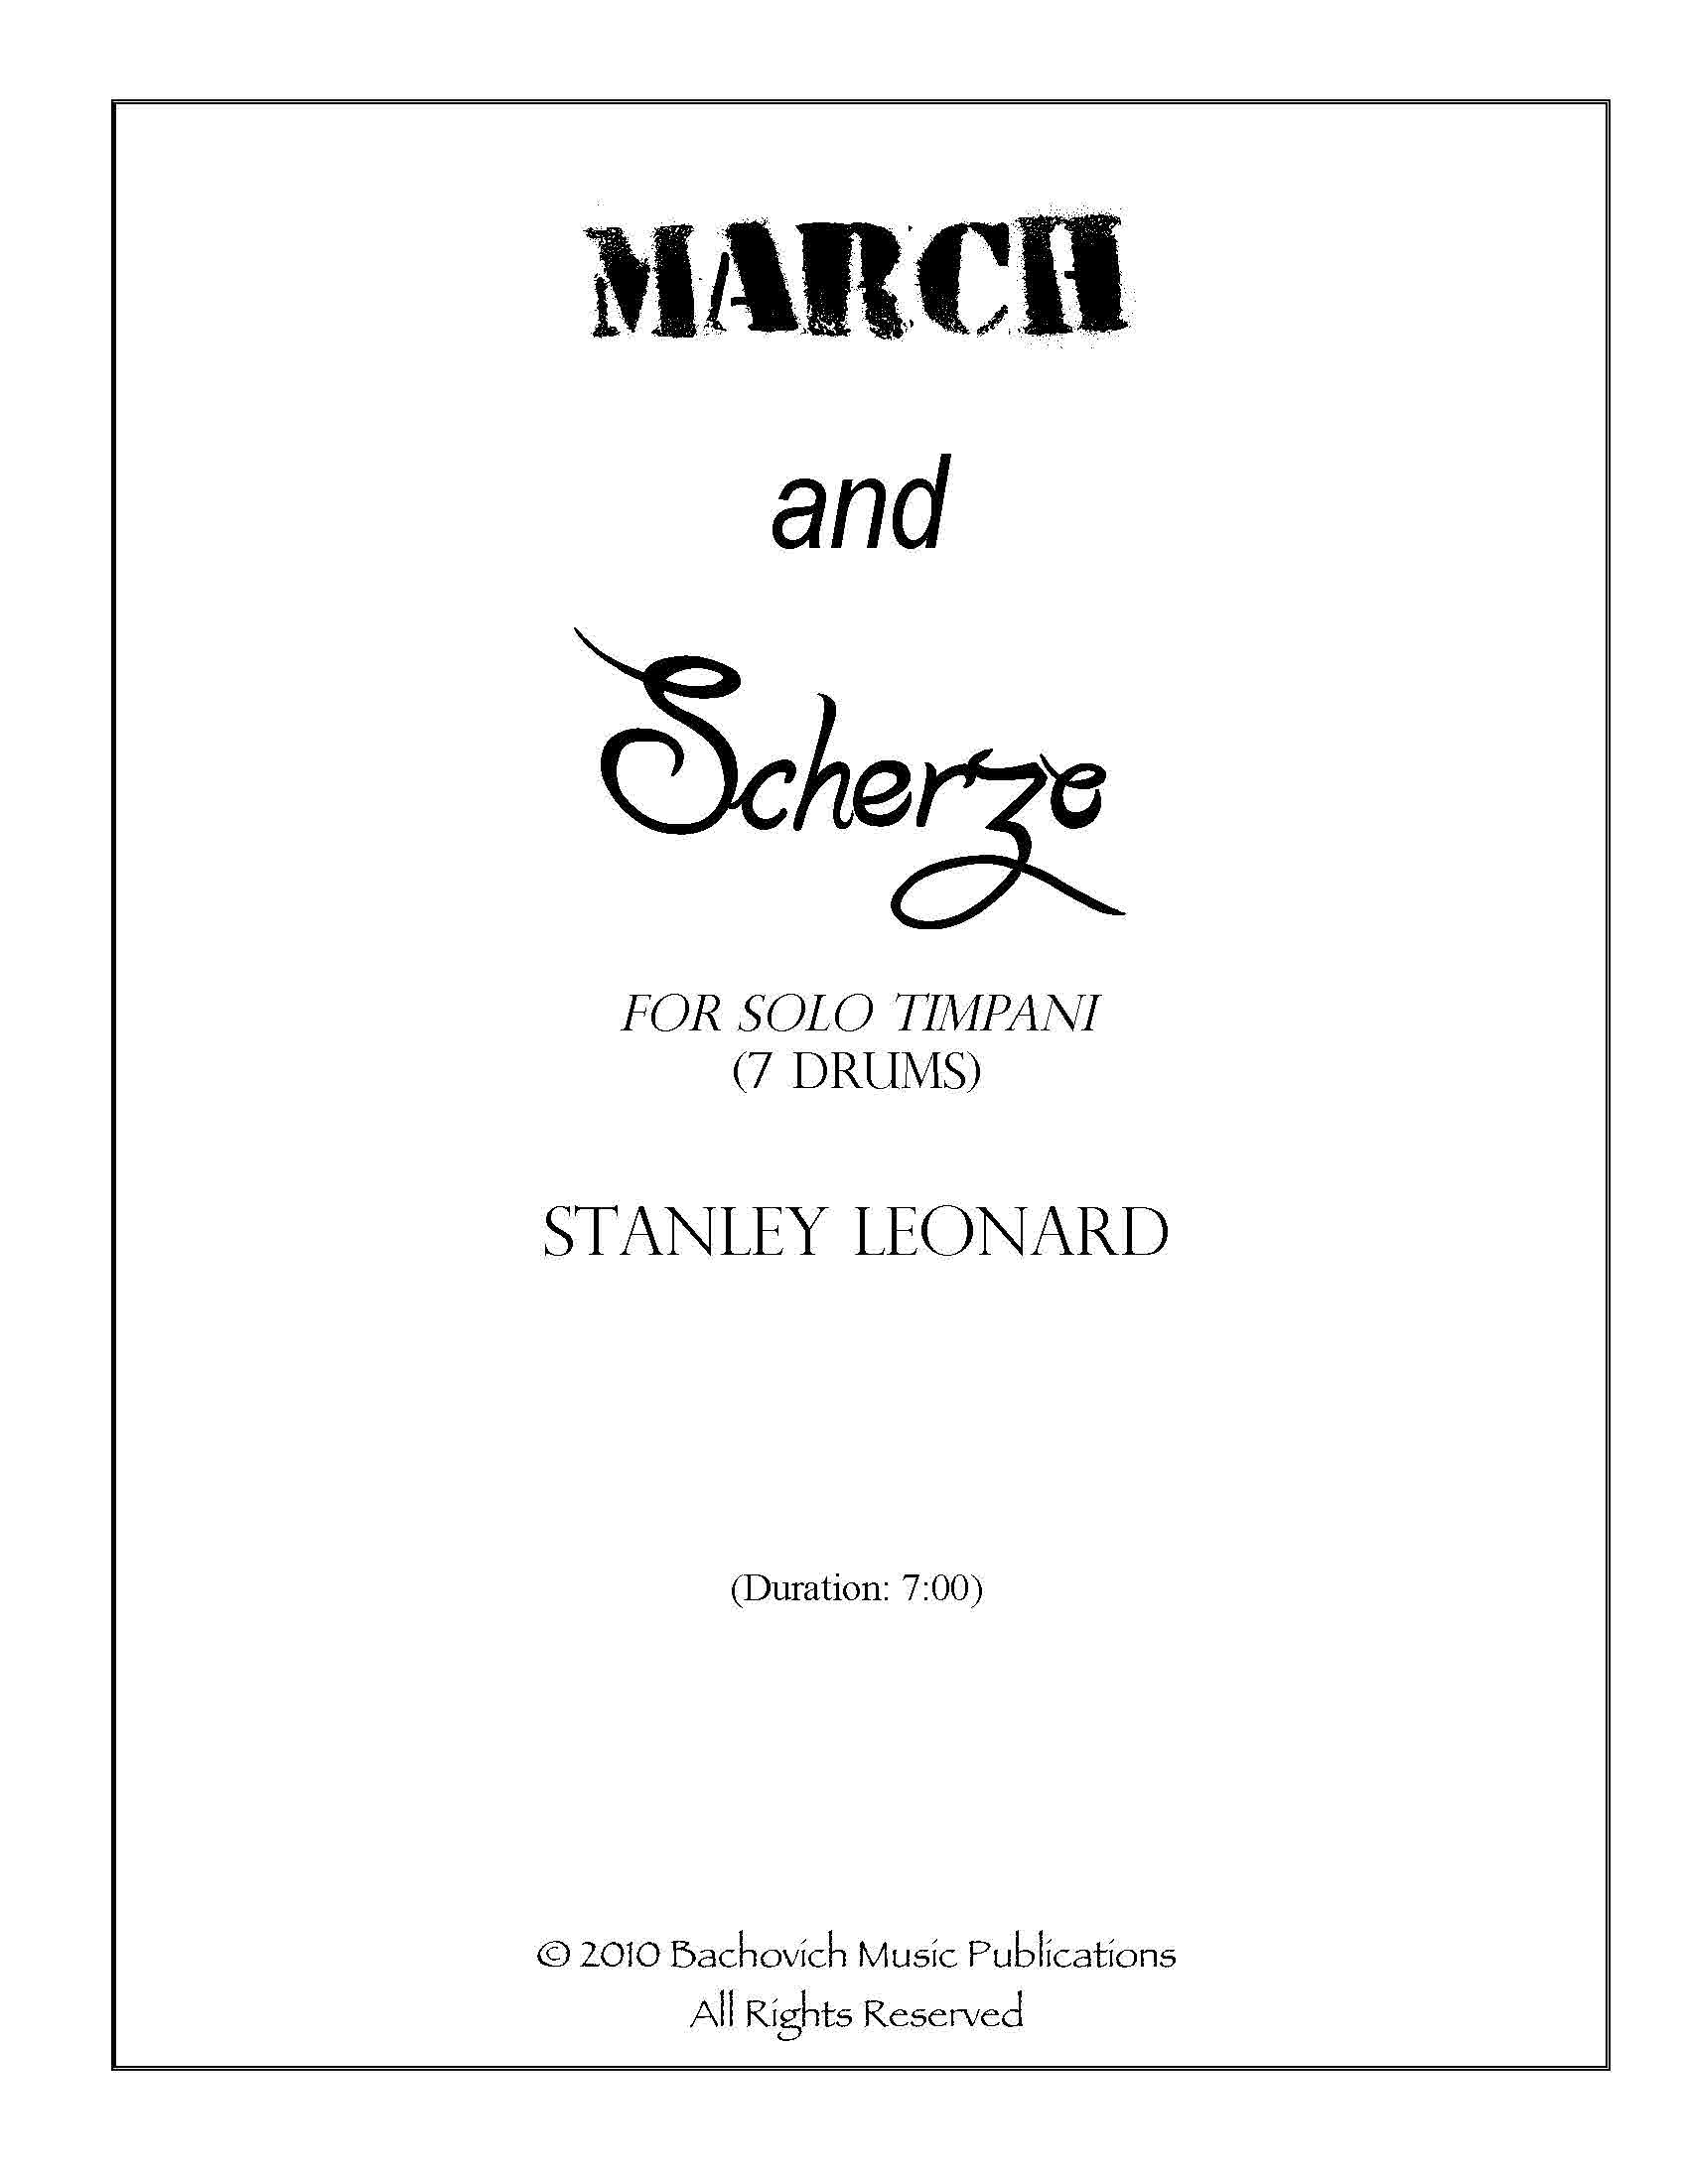 MARCH
and
Scherzo
FOR SOLO TIMPANI
(7 DRUMS)
STANLEY LEONARD
(Duration: 7:00)
© 2010 Bachovich Music Publications
All Rights Reserved